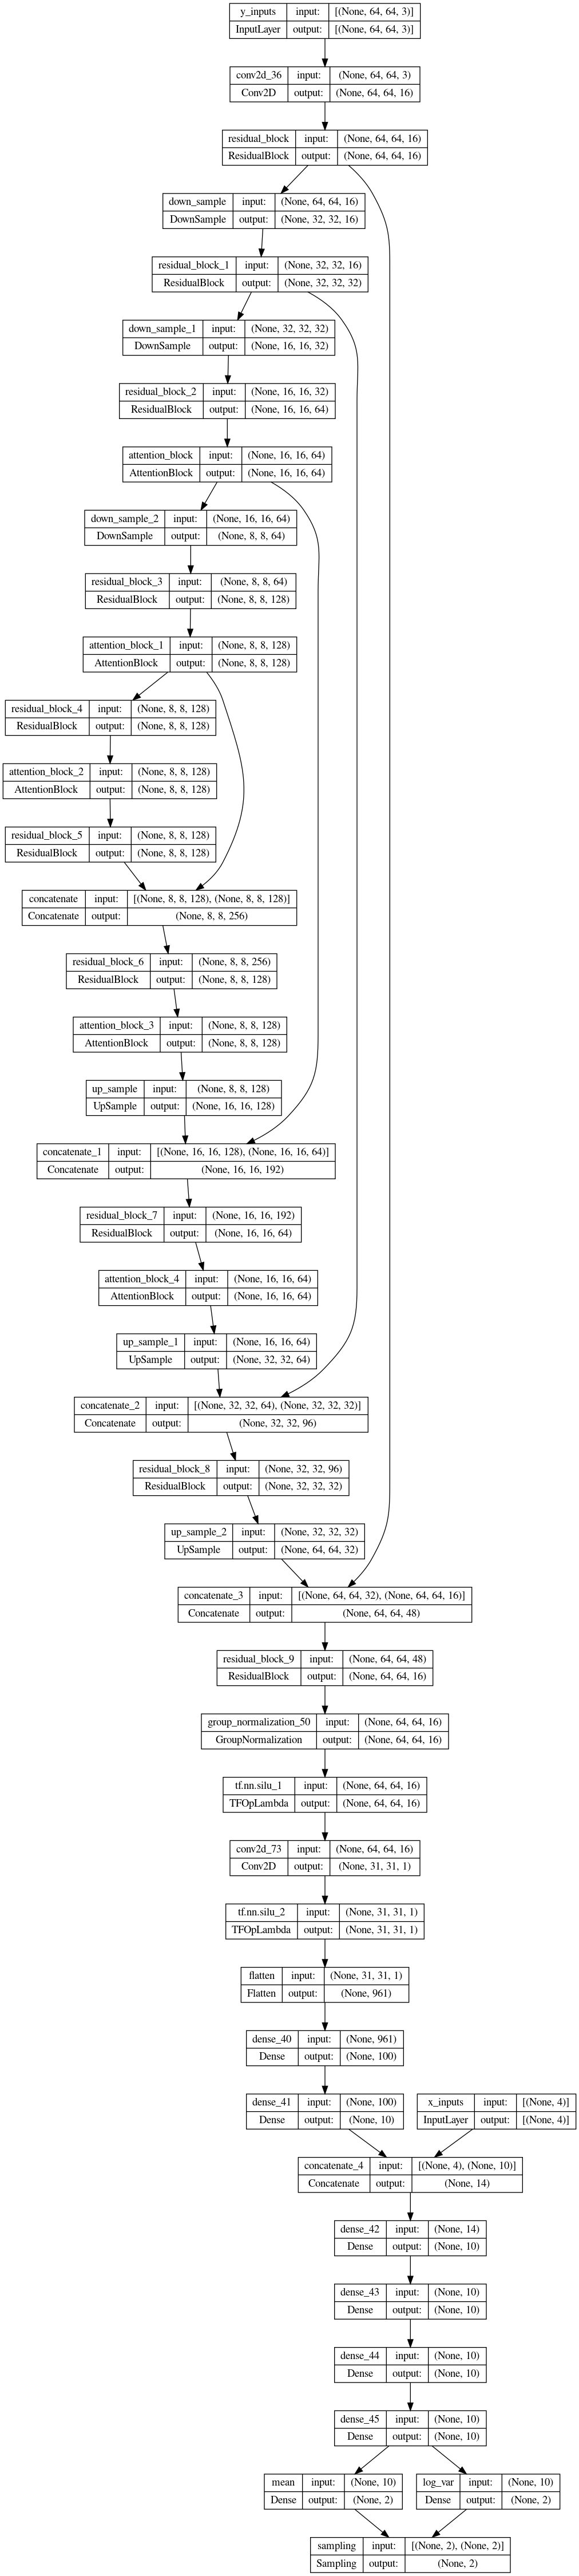 y_inputs input: [(None, 64, 64, 3)]
InputLayer output: [(None, 64, 64, 3)]
conv2d_36 input: (None, 64, 64, 3)
Conv2D output: (None, 64, 64, 16)
residual_block input: (None, 64, 64, 16)
ResidualBlock output: (None, 64, 64, 16)
down_sample input: (None, 64, 64, 16)
DownSample output: (None, 32, 32, 16)
residual_block_1 input: (None, 32, 32, 16)
ResidualBlock output: (None, 32, 32, 32)
down_sample_1 input: (None, 32, 32, 32)
DownSample output: (None, 16, 16, 32)
residual_block_2 input: (None, 16, 16, 32)
ResidualBlock output: (None, 16, 16, 64)
attention_block input: (None, 16, 16, 64)
AttentionBlock output: (None, 16, 16, 64)
down_sample_2 input: (None, 16, 16, 64)
DownSample output: (None, 8, 8, 64)
residual_block_3 input: (None, 8, 8, 64)
ResidualBlock output: (None, 8, 8, 128)
attention_block_1 input: (None, 8, 8, 128)
AttentionBlock output: (None, 8, 8, 128)
residual_block_4 input: (None, 8, 8, 128)
ResidualBlock output: (None, 8, 8, 128)
attention_block_2 input: (None, 8, 8, 128)
AttentionBlock output: (None, 8, 8, 128)
residual_block_5 input: (None, 8, 8, 128)
ResidualBlock output: (None, 8, 8, 128)
concatenate input: [(None, 8, 8, 128), (None, 8, 8, 128)]
Concatenate output: (None, 8, 8, 256)
residual_block_6 input: (None, 8, 8, 256)
ResidualBlock output: (None, 8, 8, 128)
attention_block_3 input: (None, 8, 8, 128)
AttentionBlock output: (None, 8, 8, 128)
up_sample input: (None, 8, 8, 128)
UpSample output: (None, 16, 16, 128)
concatenate_1 input: [(None, 16, 16, 128), (None, 16, 16, 64)]
Concatenate output: (None, 16, 16, 192)
residual_block_7 input: (None, 16, 16, 192)
ResidualBlock output: (None, 16, 16, 64)
attention_block_4 input: (None, 16, 16, 64)
AttentionBlock output: (None, 16, 16, 64)
up_sample_1 input: (None, 16, 16, 64)
UpSample output: (None, 32, 32, 64)
concatenate_2 input: [(None, 32, 32, 64), (None, 32, 32, 32)]
Concatenate output: (None, 32, 32, 96)
residual_block_8 input: (None, 32, 32, 96)
ResidualBlock output: (None, 32, 32, 32)
up_sample_2 input: (None, 32, 32, 32)
UpSample output: (None, 64, 64, 32)
concatenate_3 input: [(None, 64, 64, 32), (None, 64, 64, 16)]
Concatenate output: (None, 64, 64, 48)
residual_block_9 input: (None, 64, 64, 48)
ResidualBlock output: (None, 64, 64, 16)
group_normalization_50 input: (None, 64, 64, 16)
GroupNormalization output: (None, 64, 64, 16)
tf.nn.silu_1 input: (None, 64, 64, 16)
TFOpLambda output: (None, 64, 64, 16)
conv2d_73 input: (None, 64, 64, 16)
Conv2D output: (None, 31, 31, 1)
tf.nn.silu_2 input: (None, 31, 31, 1)
TFOpLambda output: (None, 31, 31, 1)
flatten input: (None, 31, 31, 1)
Flatten output: (None, 961)
dense_40 input: (None, 961)
Dense output: (None, 100)
dense_41 input: (None, 100)
Dense output: (None, 10)
x_inputs input: [(None, 4)]
InputLayer output: [(None, 4)]
concatenate_4 input: [(None, 4), (None, 10)]
Concatenate output: (None, 14)
dense_42 input: (None, 14)
Dense output: (None, 10)
dense_43 input: (None, 10)
Dense output: (None, 10)
dense_44 input: (None, 10)
Dense output: (None, 10)
dense_45 input: (None, 10)
Dense output: (None, 10)
mean input: (None, 10)
Dense output: (None, 2)
log_var input: (None, 10)
Dense output: (None, 2)
sampling input: [(None, 2), (None, 2)]
Sampling output: (None, 2)